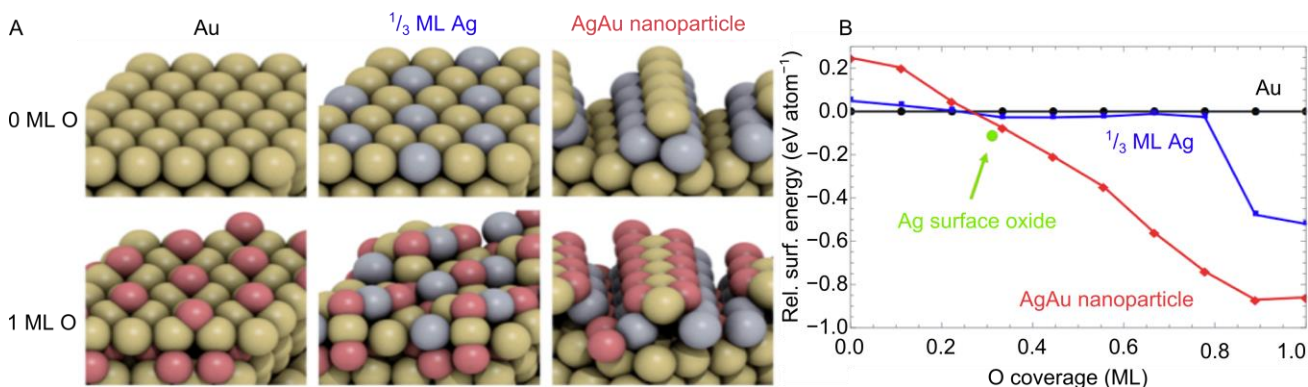 A
Au
1/3 ML Ag
AgAu nanoparticle
0 ML O
1 ML O
B
Rel. surf. energy (eV atom−1)
0.2
0.0
−0.2
−0.4
−0.6
−0.8
−1.0
Au
1/3 ML Ag
Ag surface oxide
AgAu nanoparticle
0.0 0.2 0.4 0.6 0.8 1.0
O coverage (ML)